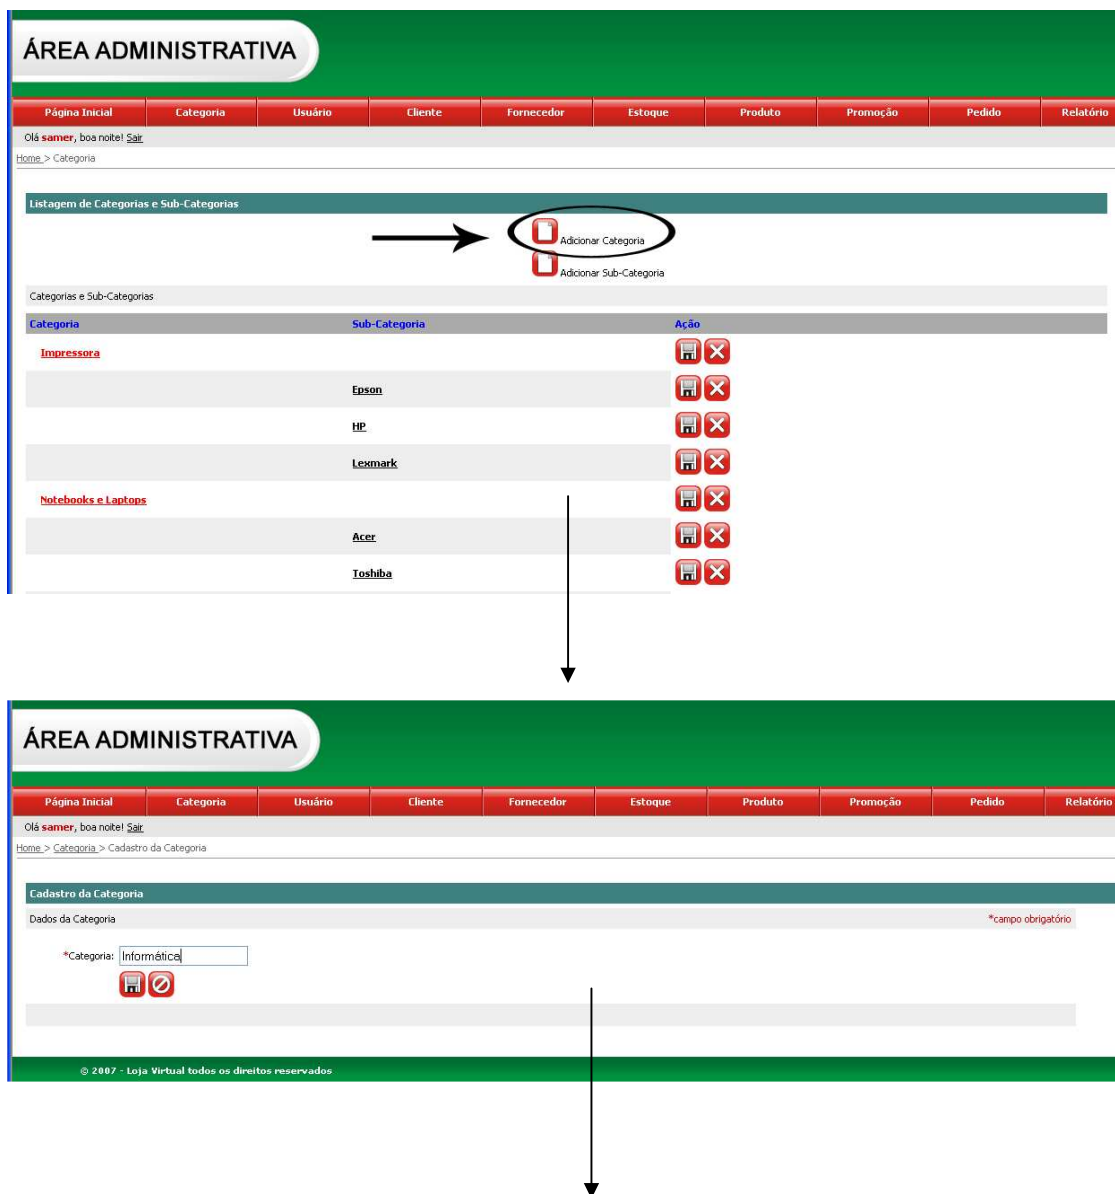 ÁREA ADMINISTRATIVA
Página Inicial Categoria Usuário Cliente Fornecedor Estoque Produto Promoção Pedido Relatório
Olá samer, boa noite! Sair
Home > Categoria
Listagem de Categorias e Sub-Categorias
Adicionar Categoria
Adicionar Sub-Categoria
Categorias e Sub-Categorias
Categoria Sub-Categoria Ação
Impressora
Epson
HP
Lexmark
Notebooks e Laptops
Acer
Toshiba
ÁREA ADMINISTRATIVA
Página Inicial Categoria Usuário Cliente Fornecedor Estoque Produto Promoção Pedido Relatório
Olá samer, boa noite! Sair
Home > Categoria > Cadastro da Categoria
Cadastro da Categoria
Dados da Categoria *campo obrigatório
*Categoria: Informática
© 2007 - Loja Virtual todos os direitos reservados